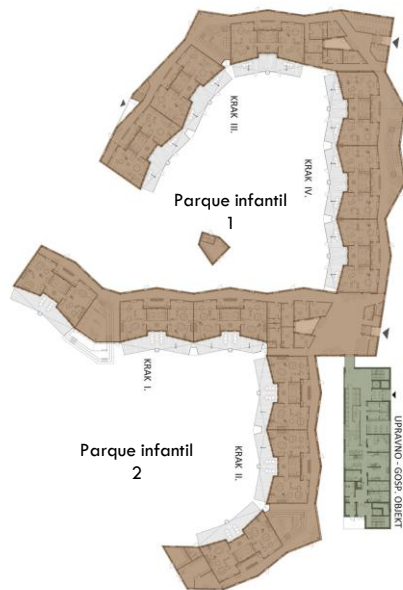 KRAK III.
KRAK IV.
Parque infantil
1
KRAK I.
Parque infantil
2
KRAK II.
UPRAVNO - GOSP. OBJEKT